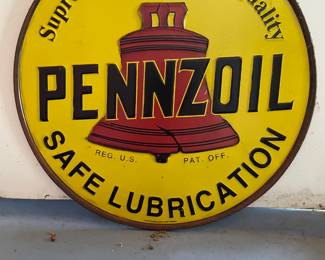 Supr uality
PENNZOIL
REG. U.S. PAT. OFF.
SAFE LUBRICATION